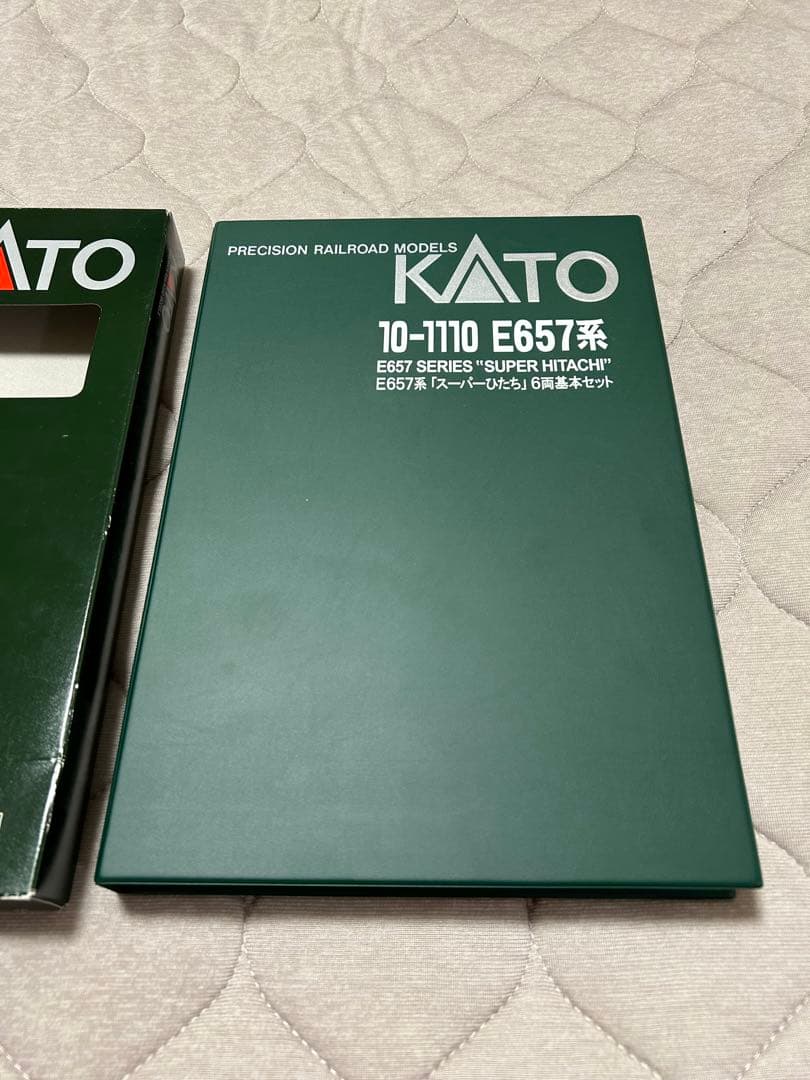 ATO
PRECISION RAILROAD MODELS
KATO
10-1110 E657系
E657 SERIES "SUPER HITACHI"
E657系「スーパーひたち」6両基本セット